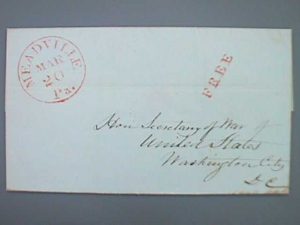 MEADVILLE
MAR
20
Pa.
FREE
Hon Secretary of War
United States
Washington City
D C